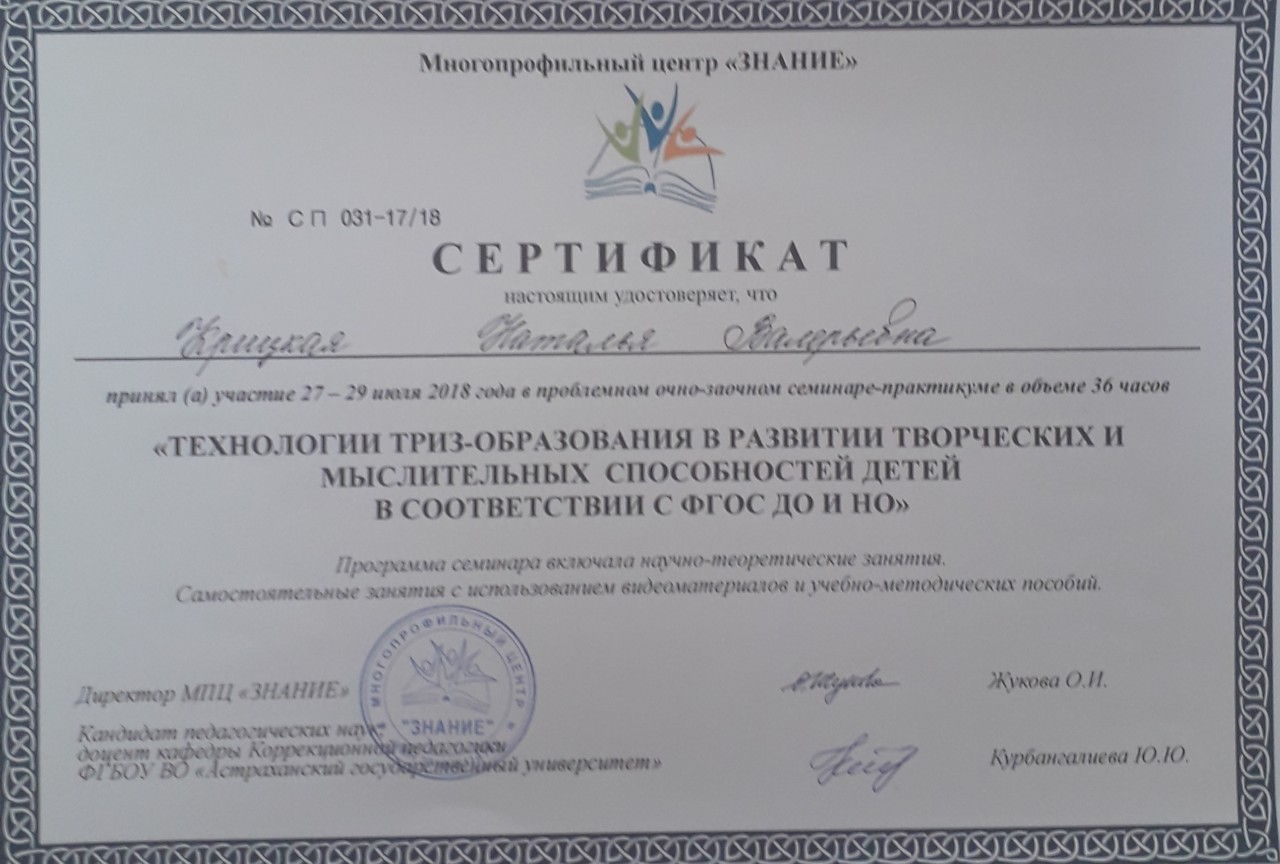 Многопрофильный центр «ЗНАНИЕ»
№ СП 031-17/18
СЕРТИФИКАТ
настоящим удостоверяет, что
Крицкая Наталья Валерьевна
принял (а) участие 27 – 29 июля 2018 года в проблемном очно-заочном семинаре-практикуме в объеме 36 часов
«ТЕХНОЛОГИИ ТРИЗ-ОБРАЗОВАНИЯ В РАЗВИТИИ ТВОРЧЕСКИХ И
МЫСЛИТЕЛЬНЫХ СПОСОБНОСТЕЙ ДЕТЕЙ
В СООТВЕТСТВИИ С ФГОС ДО И НО»
Программа семинара включала научно-теоретические занятия.
Самостоятельные занятия с использованием видеоматериалов и учебно-методических пособий.
МНОГОПРОФИЛЬНЫЙ ЦЕНТР
"ЗНАНИЕ"
Директор МПЦ «ЗНАНИЕ»
Жукова О.И.
Кандидат педагогических наук,
доцент кафедры Коррекционной педагогики
ФГБОУ ВО «Астраханский государственный университет»
Курбангалиева Ю.Ю.